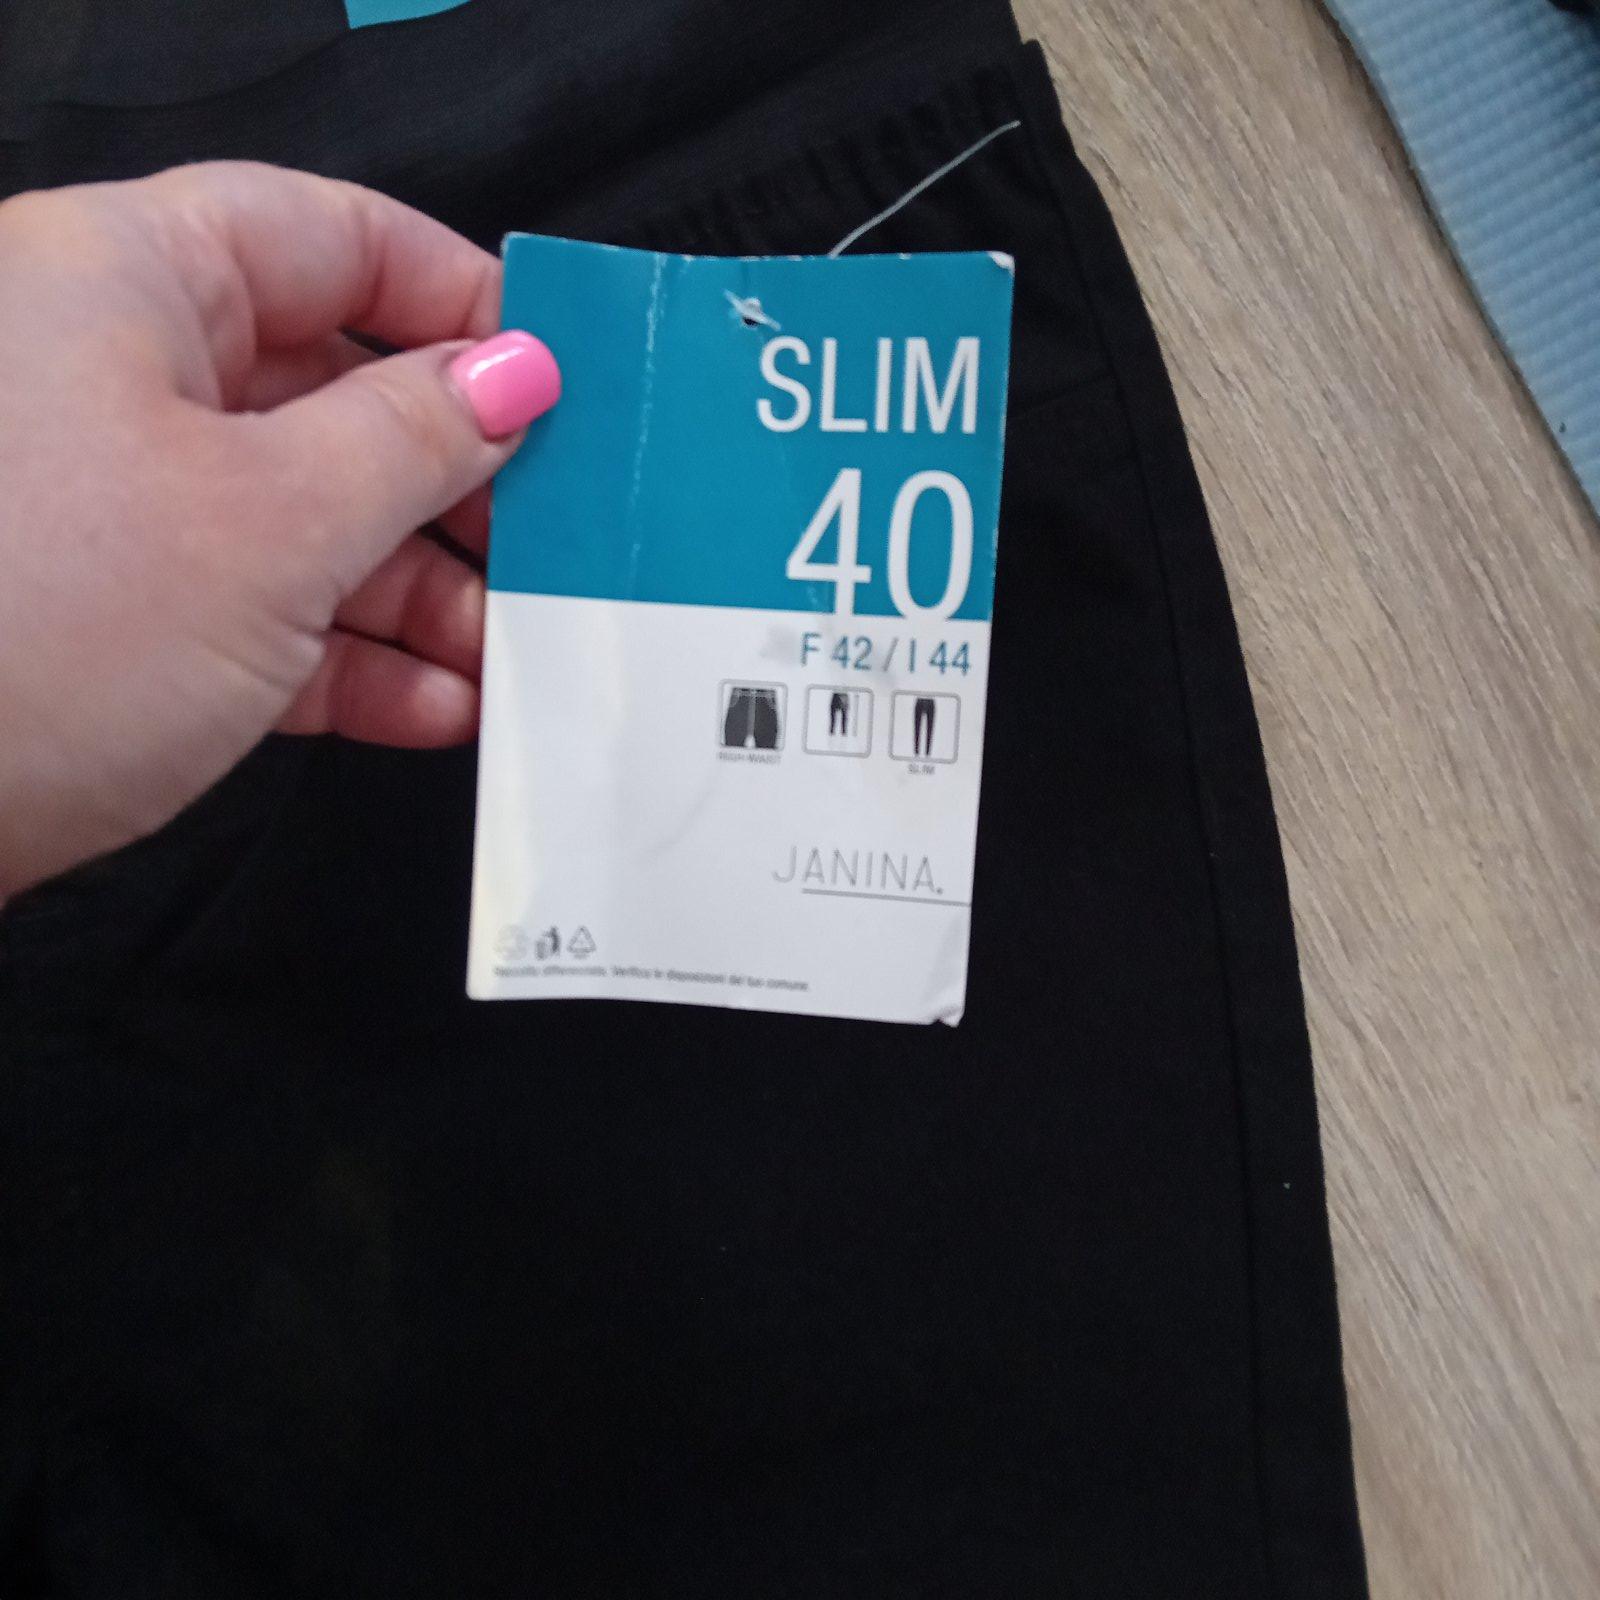 SLIM
40
F 42 / I 44
HIGH-WAIST
SLIM
JANINA.
Raccolta differenziata. Verifica le disposizioni del tuo comune.